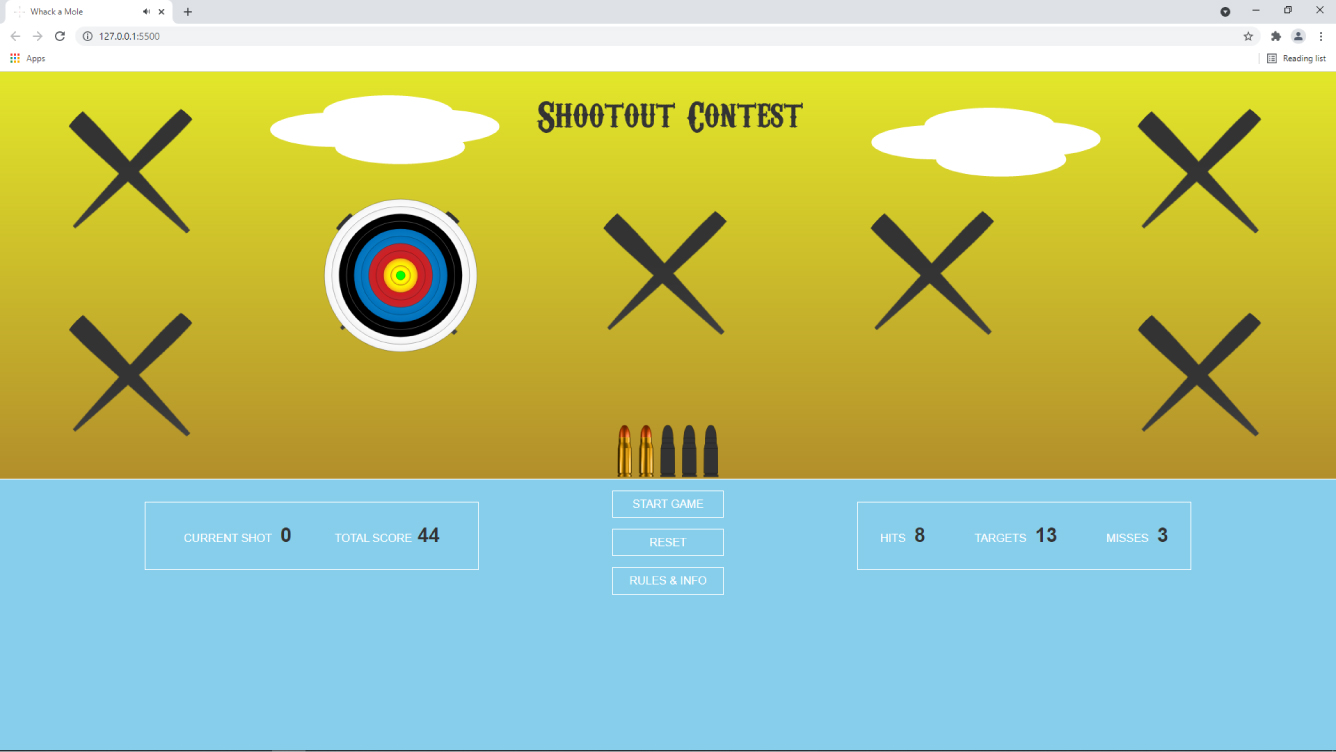 Whack a Mole
127.0.0.1:5500
Apps
Reading list
Shootout Contest
START GAME
CURRENT SHOT 0 TOTAL SCORE 44
HITS 8 TARGETS 13 MISSES 3
RESET
RULES & INFO